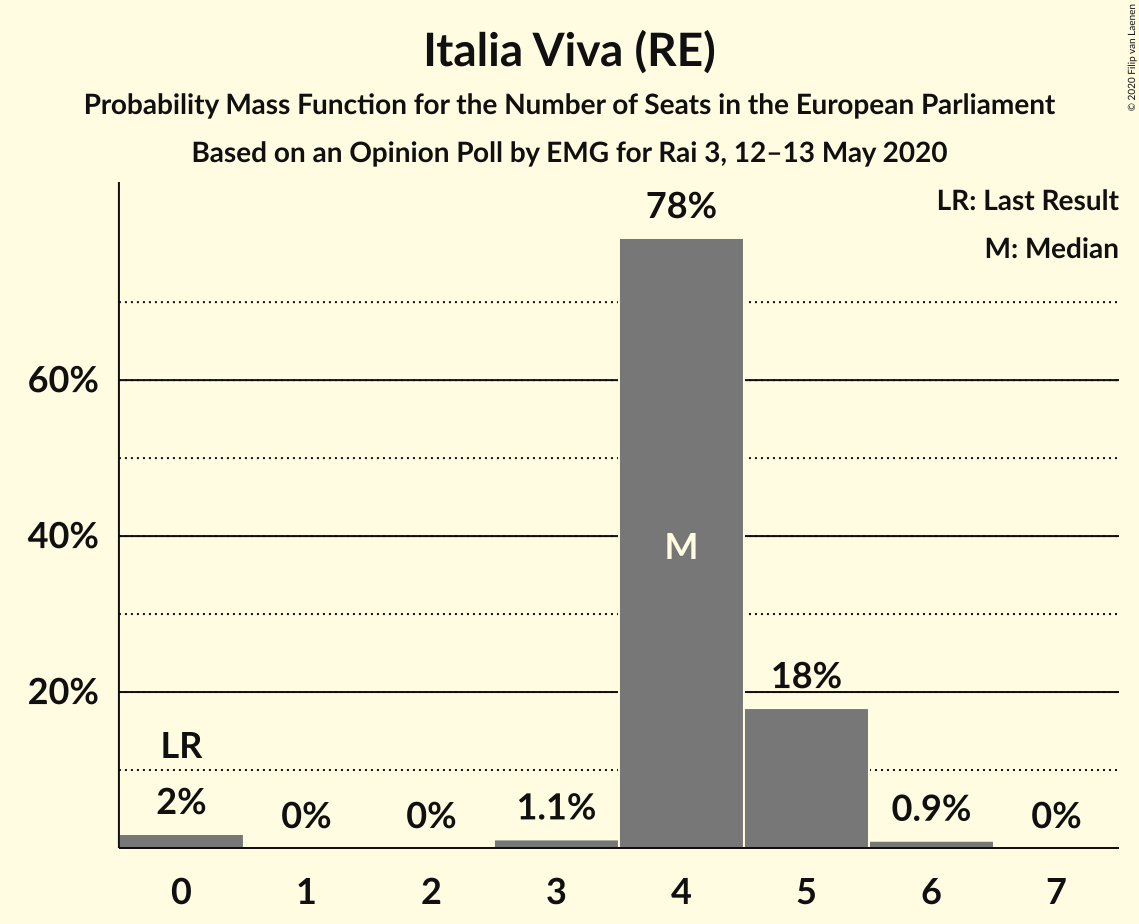 Italia Viva (RE)
Probability Mass Function for the Number of Seats in the European Parliament
Based on an Opinion Poll by EMG for Rai 3, 12–13 May 2020
© 2020 Filip van Laenen
LR: Last Result
M: Median
78%
60%
40%
M
20%
18%
LR
2%
0%
0%
1.1%
0.9%
0%
0
1
2
3
4
5
6
7